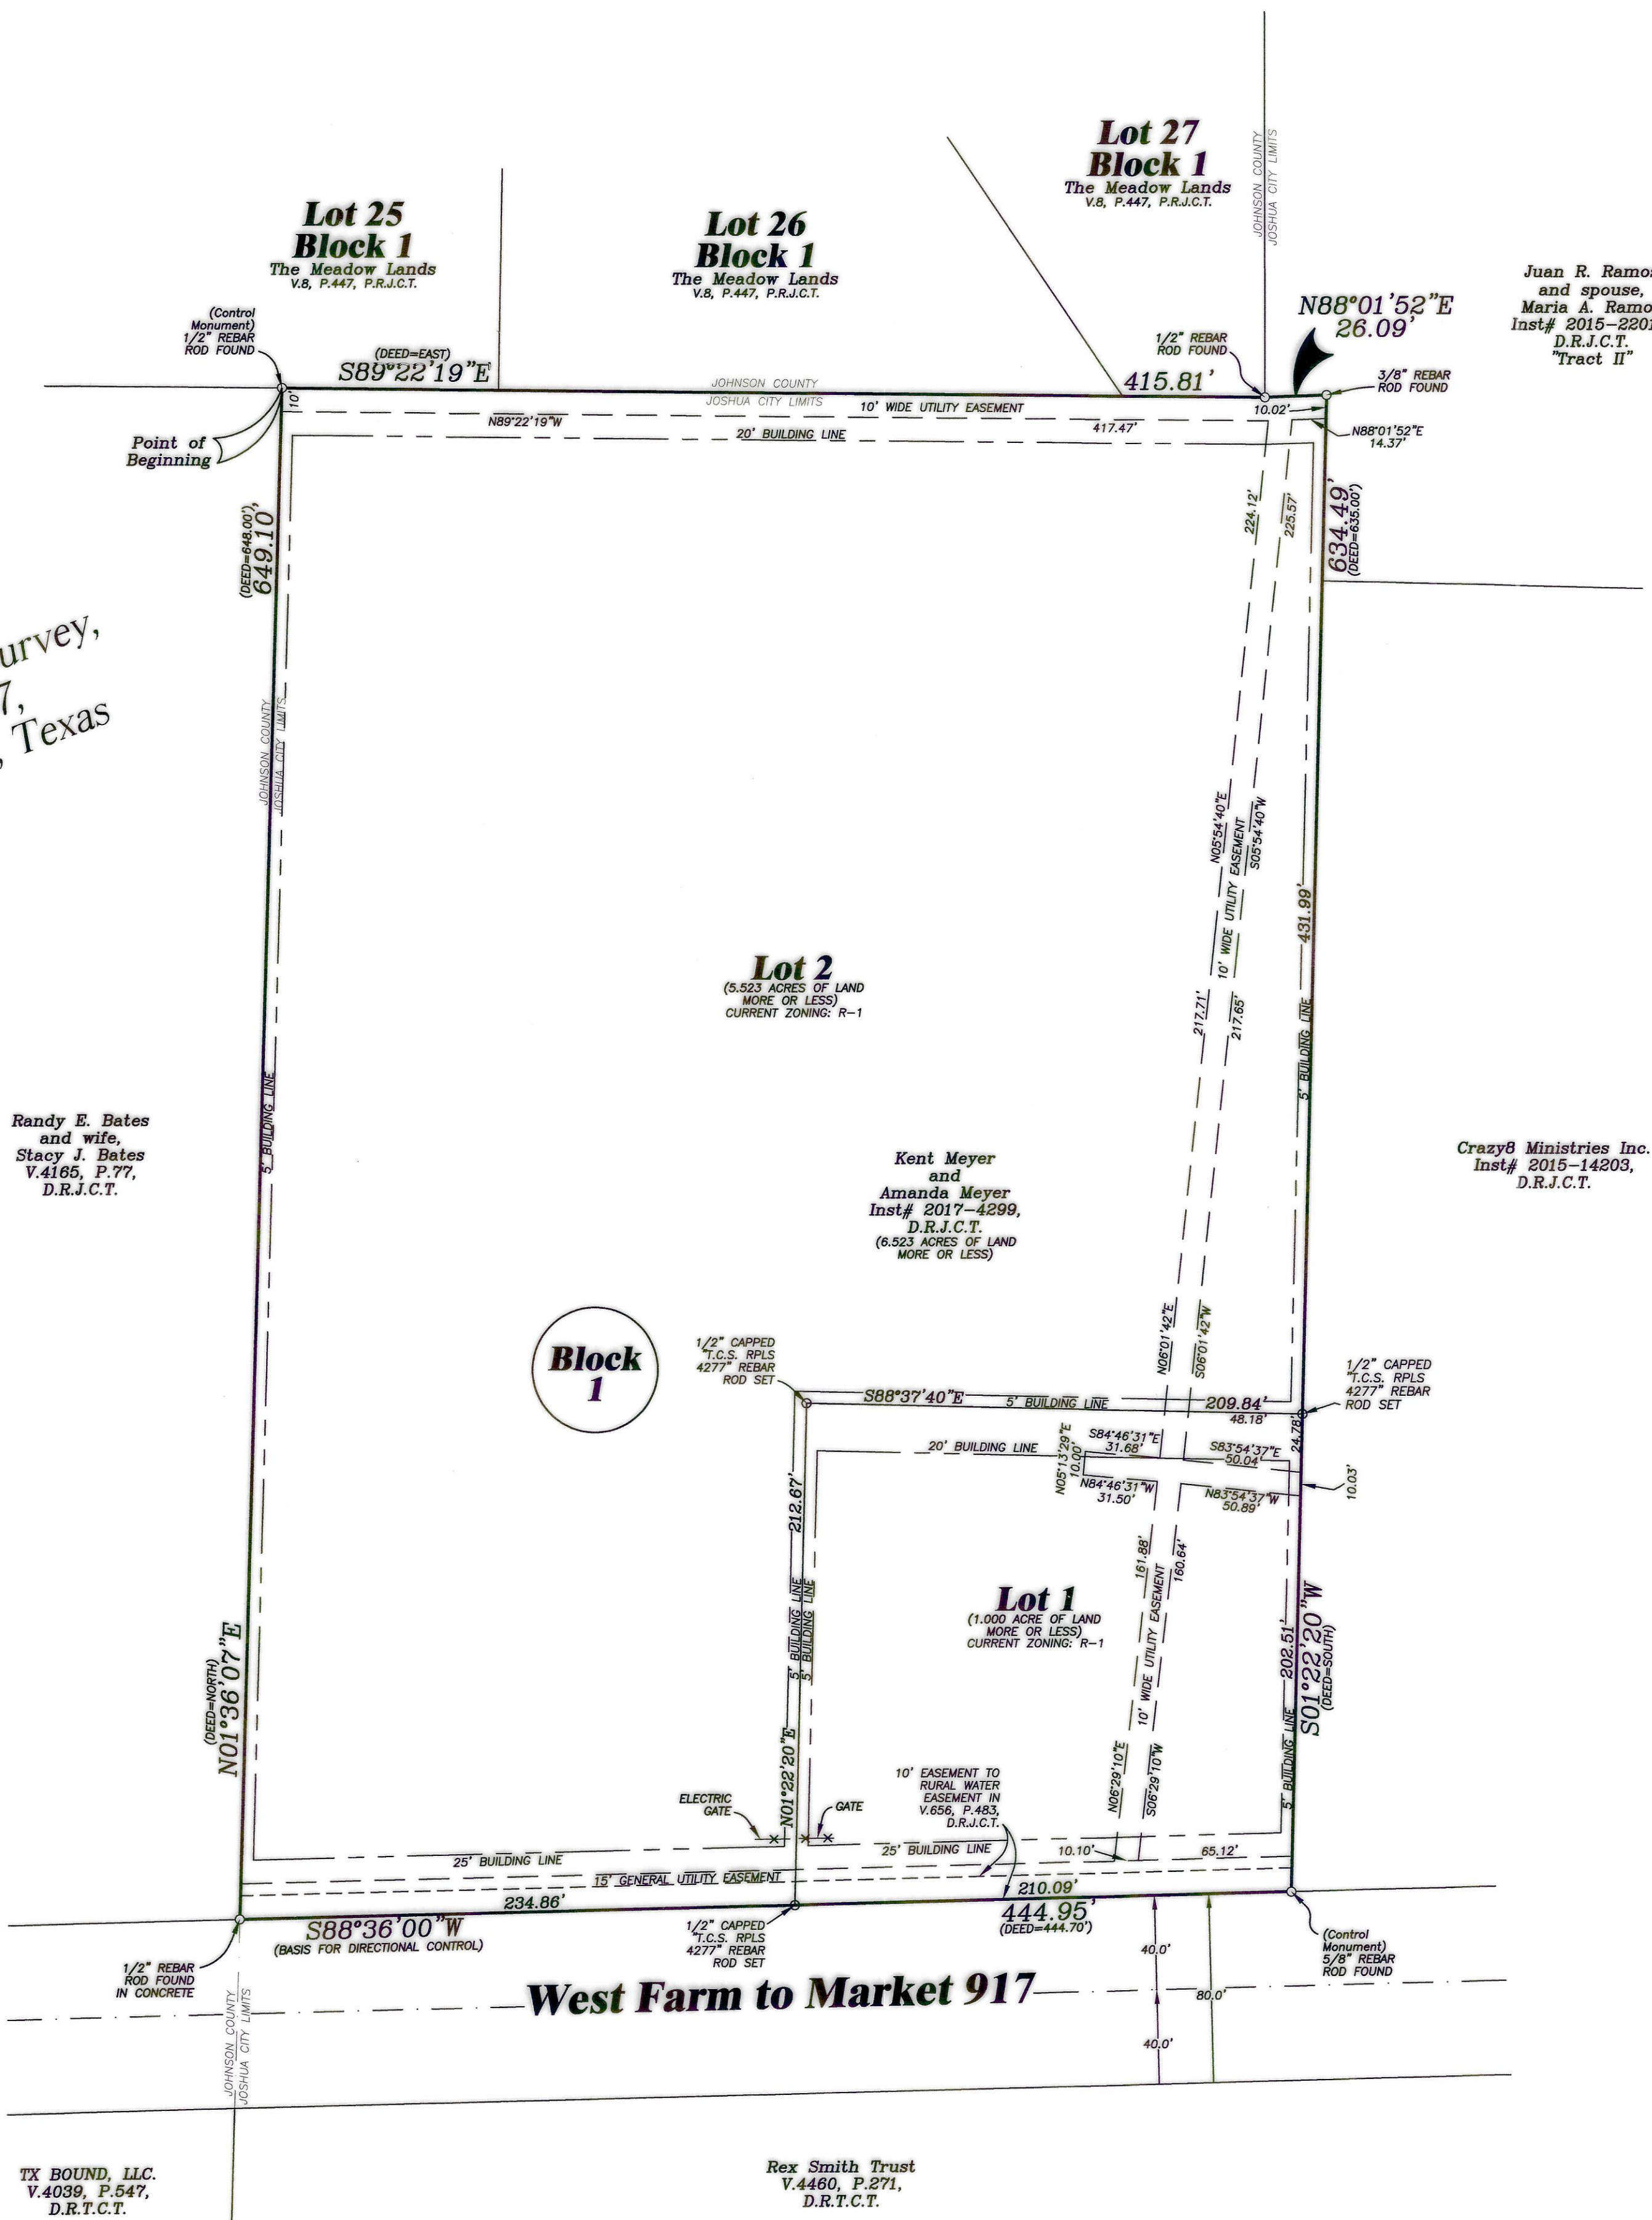 Lot 27
Block 1
The Meadow Lands
V.8, P.447, P.R.J.C.T.
JOHNSON COUNTY
JOSHUA CITY LIMITS
Lot 25
Block 1
The Meadow Lands
V.8, P.447, P.R.J.C.T.
Lot 26
Block 1
The Meadow Lands
V.8, P.447, P.R.J.C.T.
Juan R. Ramo
and spouse,
Maria A. Ramo
Inst# 2015-2201
D.R.J.C.T.
"Tract II"
N88°01'52"E
26.09'
(Control
Monument)
1/2" REBAR
ROD FOUND
(DEED=EAST)
S89°22'19"E
JOHNSON COUNTY
JOSHUA CITY LIMITS
415.81'
1/2" REBAR
ROD FOUND
3/8" REBAR
ROD FOUND
10'
N89°22'19"W
10' WIDE UTILITY EASEMENT
417.47'
10.02'
20' BUILDING LINE
N88°01'52"E
14.37'
Point of
Beginning
(DEED=648.00')
649.10'
224.12'
225.57'
634.49'
(DEED=635.00')
urvey,
7,
, Texas
JOHNSON COUNTY
JOSHUA CITY LIMITS
N05°54'40"E
10' WIDE UTILITY EASEMENT
S05°54'40"W
431.99'
Lot 2
(5.523 ACRES OF LAND
MORE OR LESS)
CURRENT ZONING: R-1
217.71'
217.65'
5' BUILDING LINE
5' BUILDING LINE
Randy E. Bates
and wife,
Stacy J. Bates
V.4165, P.77,
D.R.J.C.T.
Kent Meyer
and
Amanda Meyer
Inst# 2017-4299,
D.R.J.C.T.
(6.523 ACRES OF LAND
MORE OR LESS)
Crazy8 Ministries Inc.
Inst# 2015-14203,
D.R.J.C.T.
N06°01'42"E
S06°01'42"W
Block
1
1/2" CAPPED
"T.C.S. RPLS
4277" REBAR
ROD SET
1/2" CAPPED
"T.C.S. RPLS
4277" REBAR
ROD SET
S88°37'40"E
5' BUILDING LINE
209.84'
48.18'
24.78'
20' BUILDING LINE
N05°13'29"E
10.00'
S84°46'31"E
31.68'
S83°54'37"E
50.04'
N84°46'31"W
31.50'
N83°54'37"W
50.89'
10.03'
212.67'
161.88'
160.64'
10' WIDE UTILITY EASEMENT
Lot 1
(1.000 ACRE OF LAND
MORE OR LESS)
CURRENT ZONING: R-1
5' BUILDING LINE
5' BUILDING LINE
202.51'
S01°22'20"W
(DEED=SOUTH)
(DEED=NORTH)
N01°36'07"E
N01°22'20"E
N06°29'10"E
S06°29'10"W
5' BUILDING LINE
ELECTRIC
GATE
GATE
10' EASEMENT TO
RURAL WATER
EASEMENT IN
V.656, P.483,
D.R.J.C.T.
25' BUILDING LINE
25' BUILDING LINE
10.10'
65.12'
15' GENERAL UTILITY EASEMENT
234.86'
210.09'
S88°36'00"W
(BASIS FOR DIRECTIONAL CONTROL)
444.95'
(DEED=444.70')
1/2" CAPPED
"T.C.S. RPLS
4277" REBAR
ROD SET
1/2" REBAR
ROD FOUND
IN CONCRETE
(Control
Monument)
5/8" REBAR
ROD FOUND
West Farm to Market 917
40.0'
80.0'
40.0'
JOHNSON COUNTY
JOSHUA CITY LIMITS
TX BOUND, LLC.
V.4039, P.547,
D.R.T.C.T.
Rex Smith Trust
V.4460, P.271,
D.R.T.C.T.